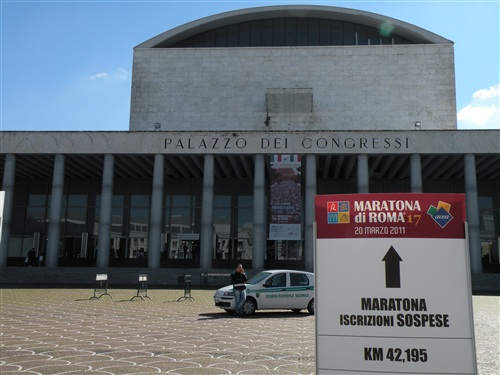 PALAZZO DEI CONGRESSI
MARATONA
di ROMA 17
20 MARZO 2011
MARATONA
ISCRIZIONI SOSPESE
KM 42,195